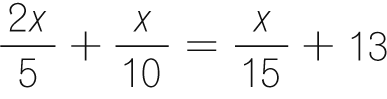 2x/5 + x/10 = x/15 + 13